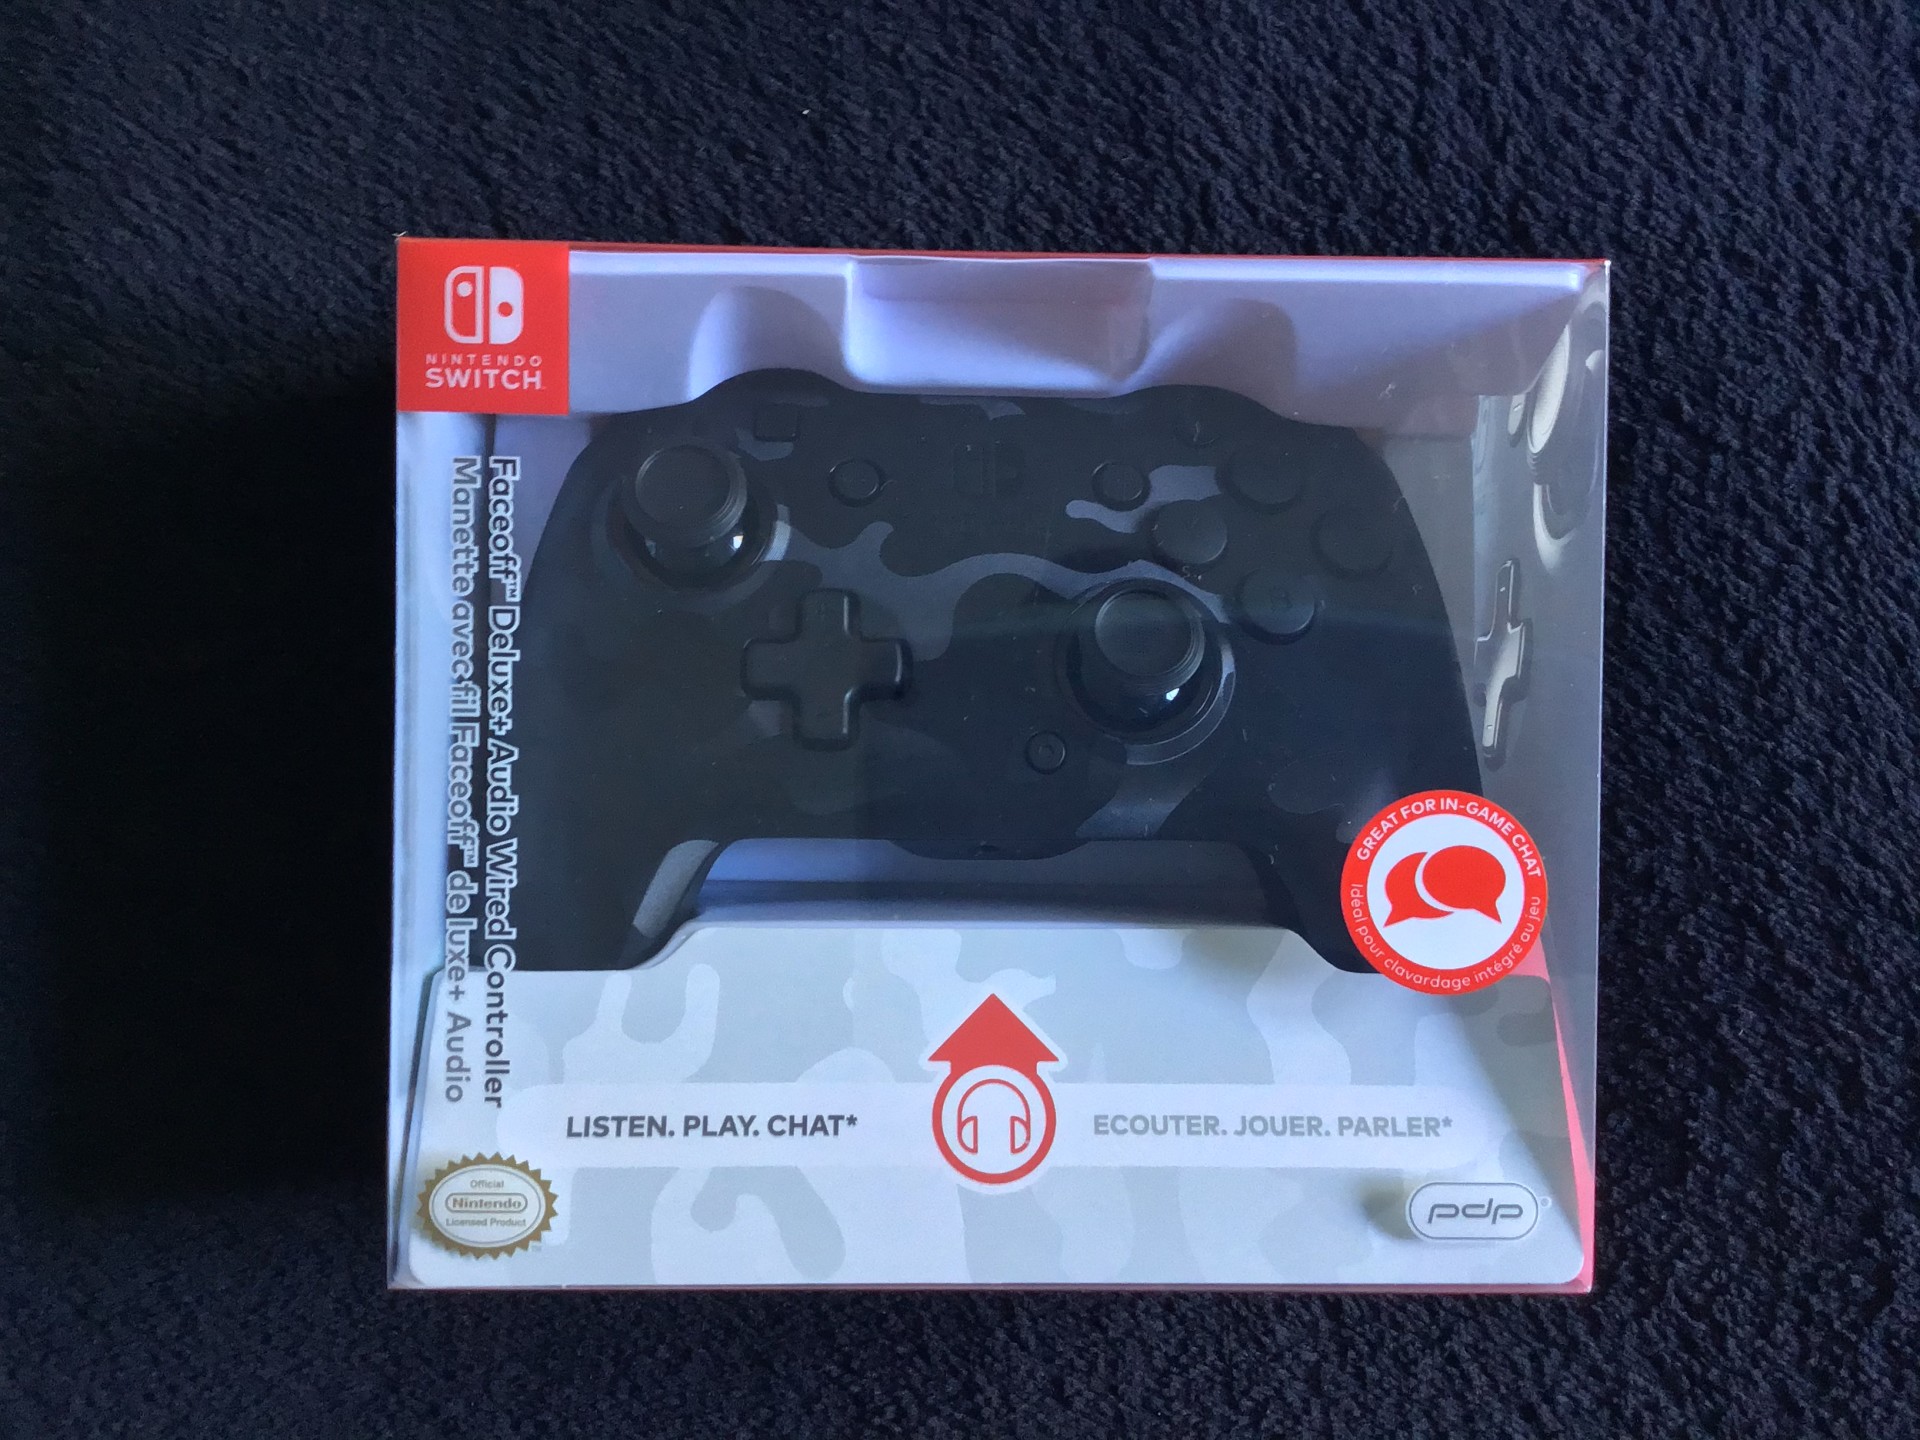 NINTENDO
SWITCH
Faceoff™ Deluxe+ Audio Wired Controller
Manette avec fil Faceoff™ de luxe+ Audio
GREAT FOR IN-GAME CHAT
Idéal pour clavardage intégré au jeu
LISTEN. PLAY. CHAT*
ECOUTER. JOUER. PARLER*
Official
Nintendo
Licensed Product
pdp